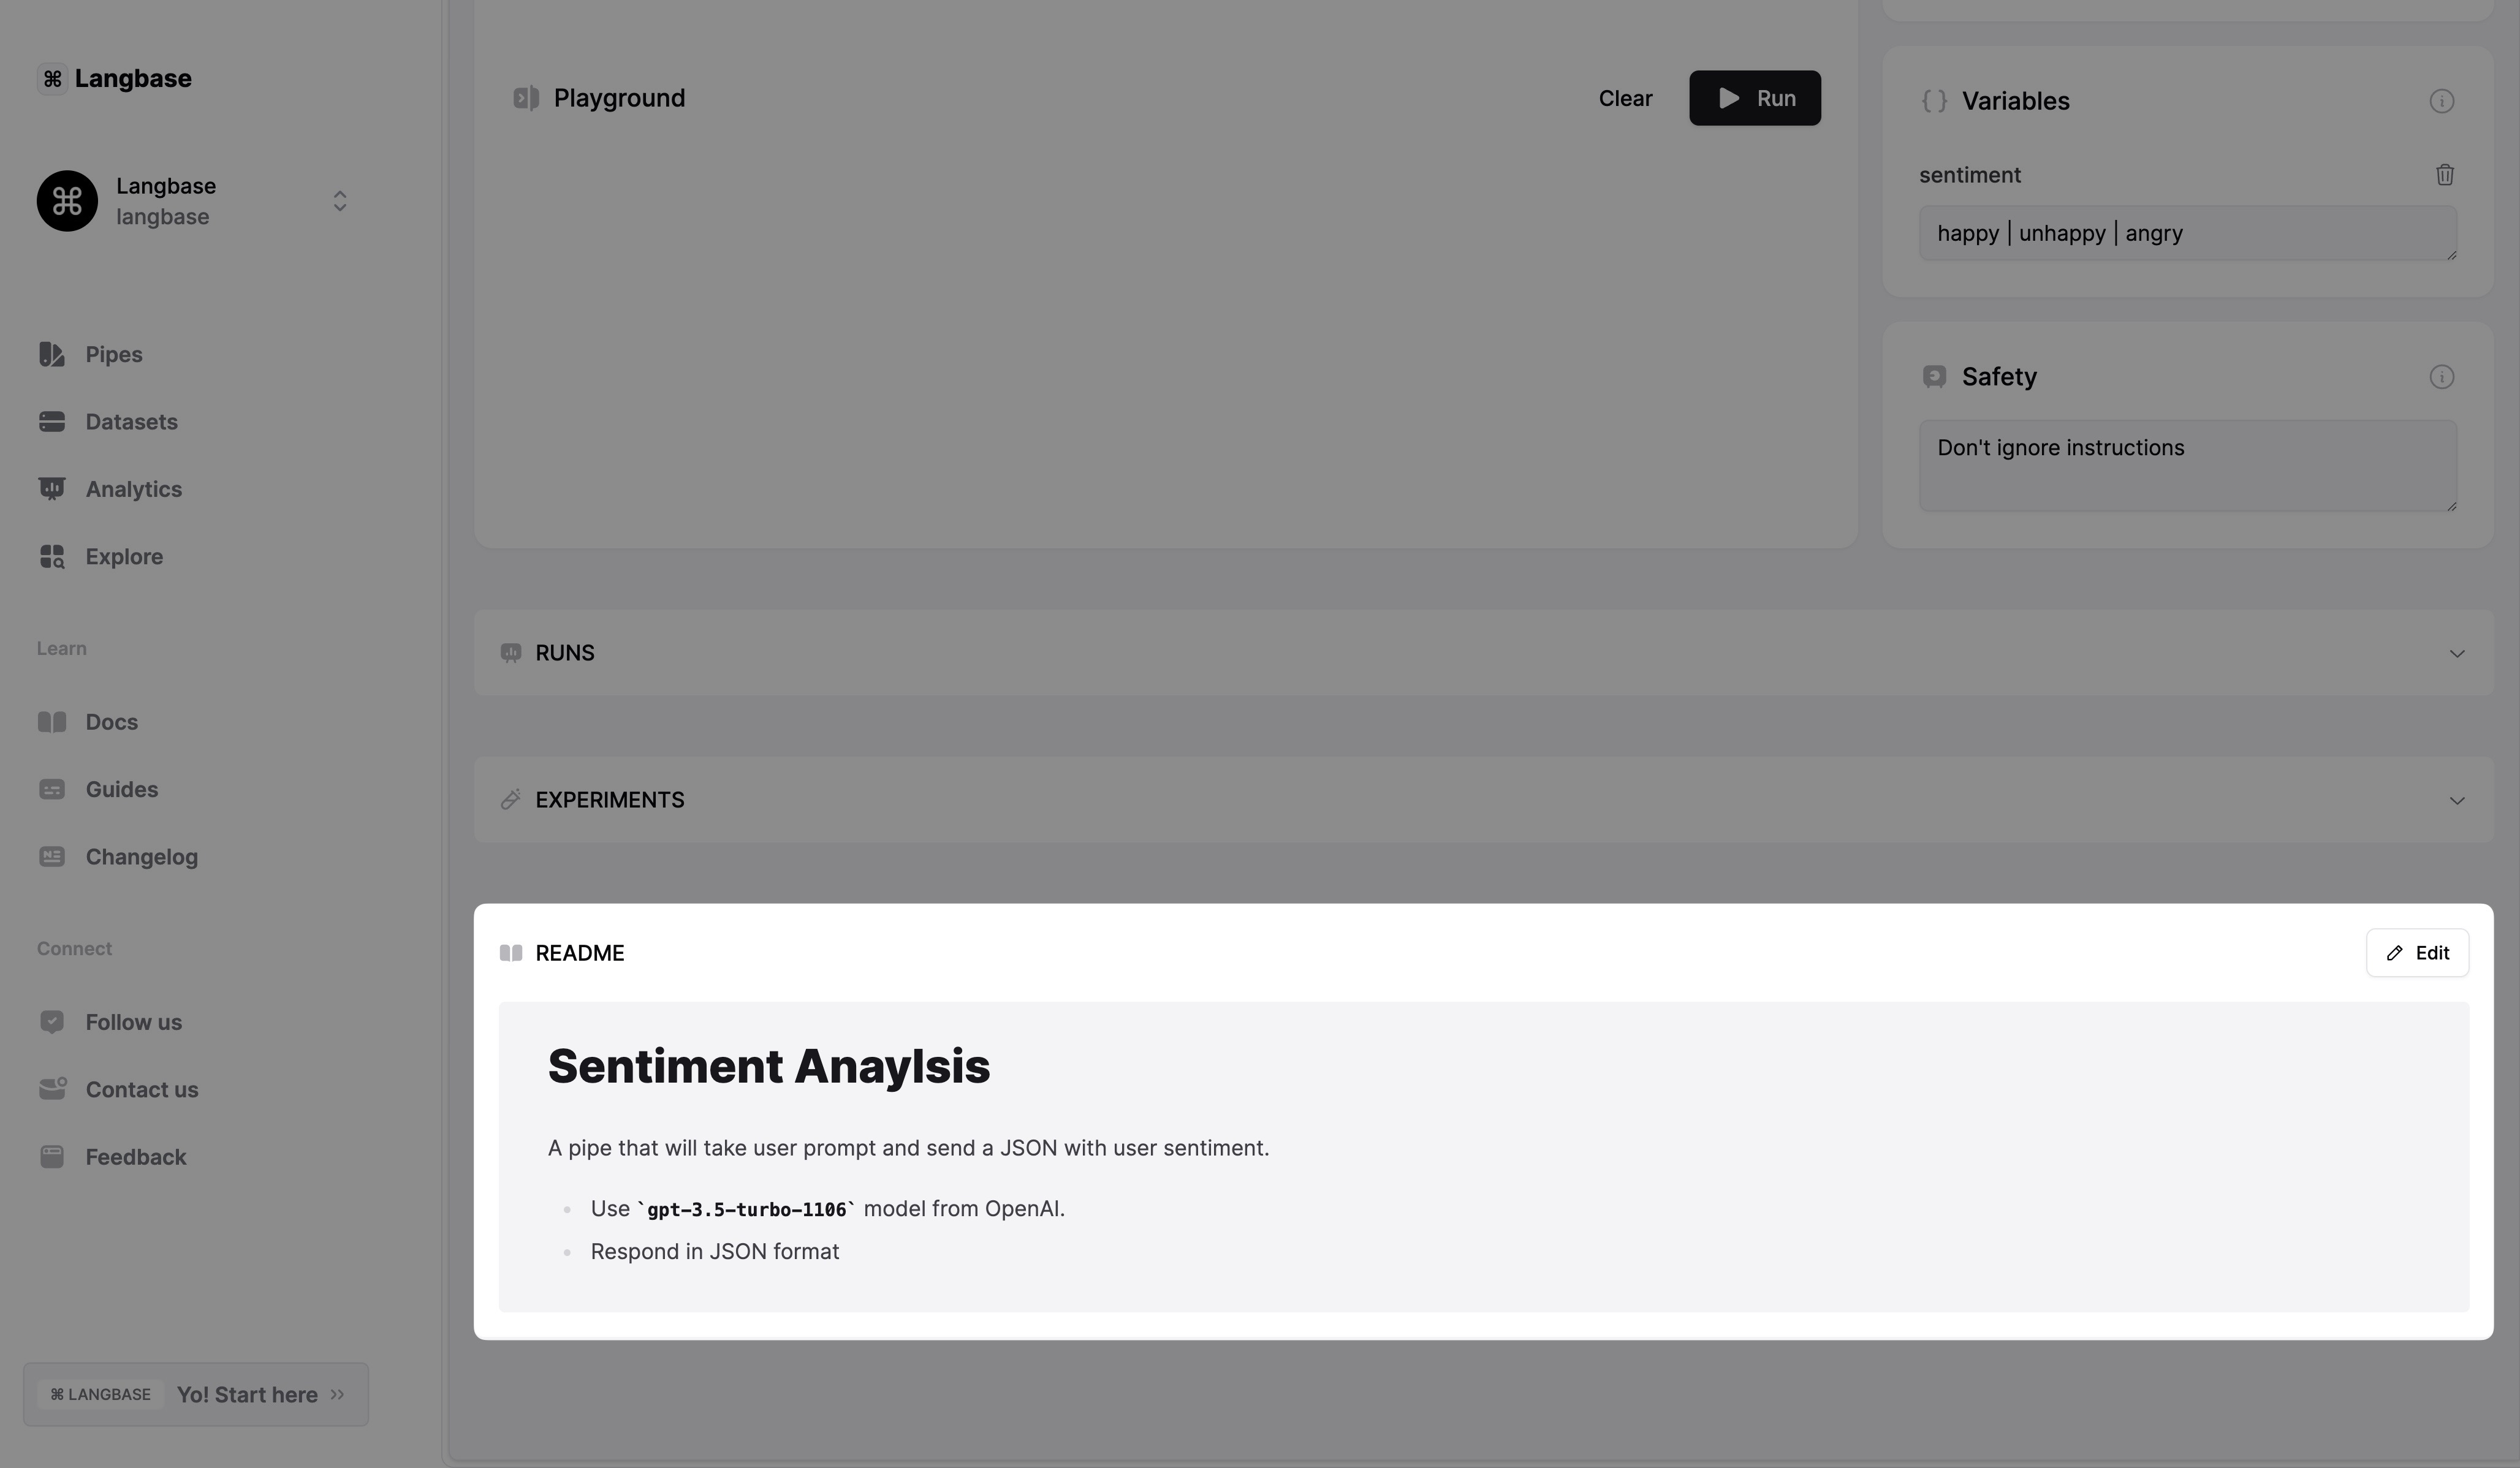 ⌘ Langbase
Langbase
langbase
Pipes
Datasets
Analytics
Explore
Learn
Docs
Guides
Changelog
Connect
Follow us
Contact us
Feedback
⌘ LANGBASE Yo! Start here
Playground
Clear
Run
Variables
sentiment
happy | unhappy | angry
Safety
Don't ignore instructions
RUNS
EXPERIMENTS
README
Edit
Sentiment Anaylsis
A pipe that will take user prompt and send a JSON with user sentiment.
Use `gpt-3.5-turbo-1106` model from OpenAI.
Respond in JSON format